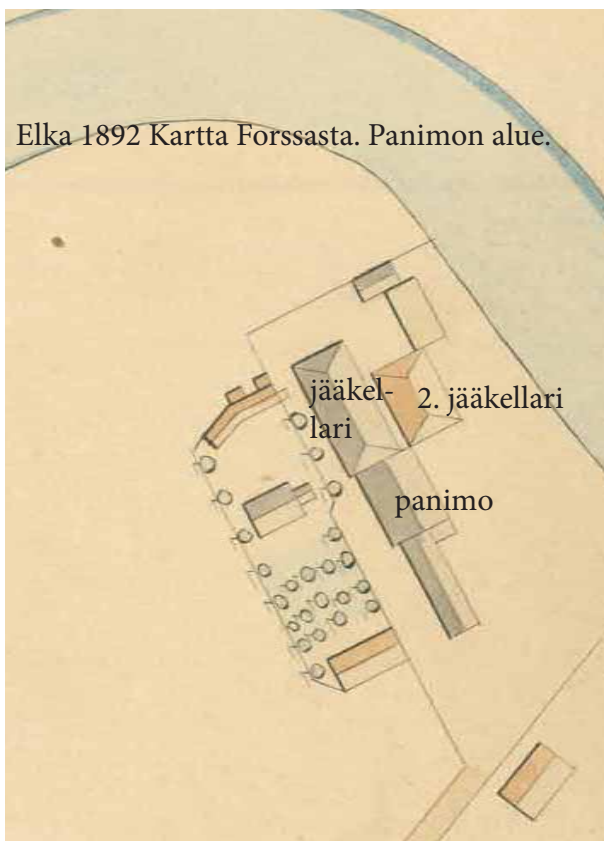 Elka 1892 Kartta Forssasta. Panimon alue.
jääkel-
lari
2. jääkellari
panimo